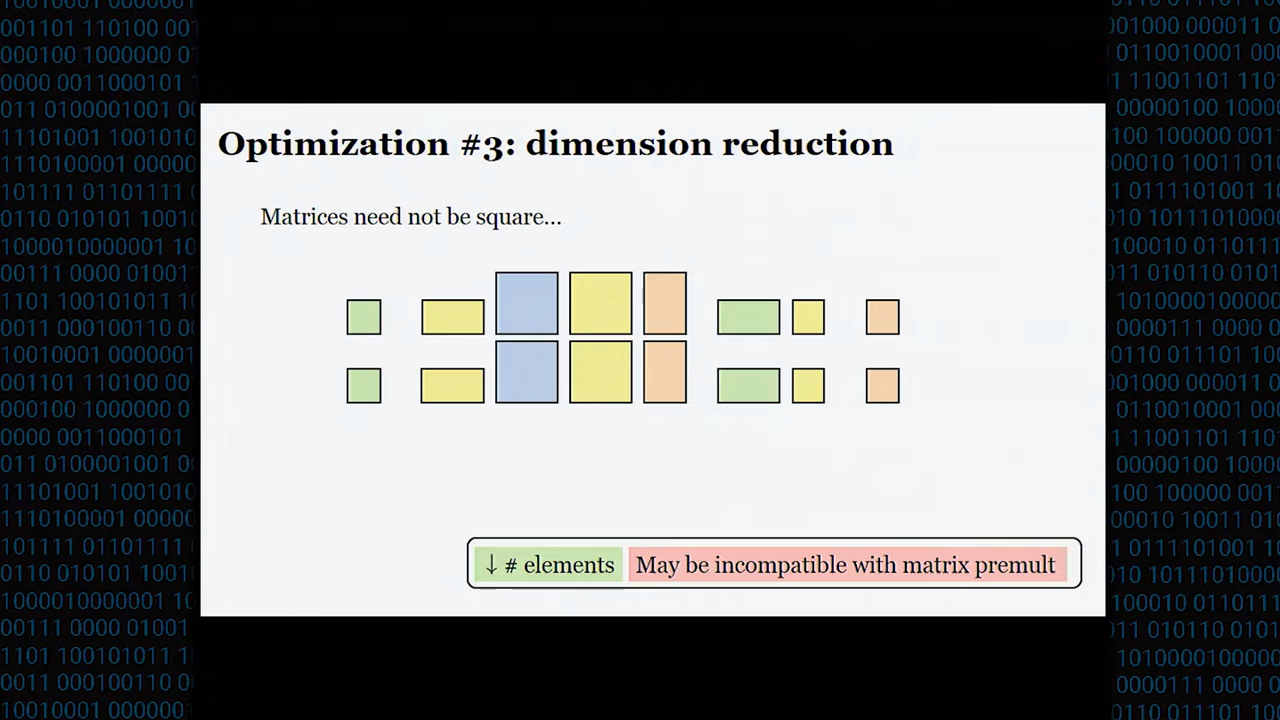 Optimization #3: dimension reduction
Matrices need not be square...
↓ # elements May be incompatible with matrix premult